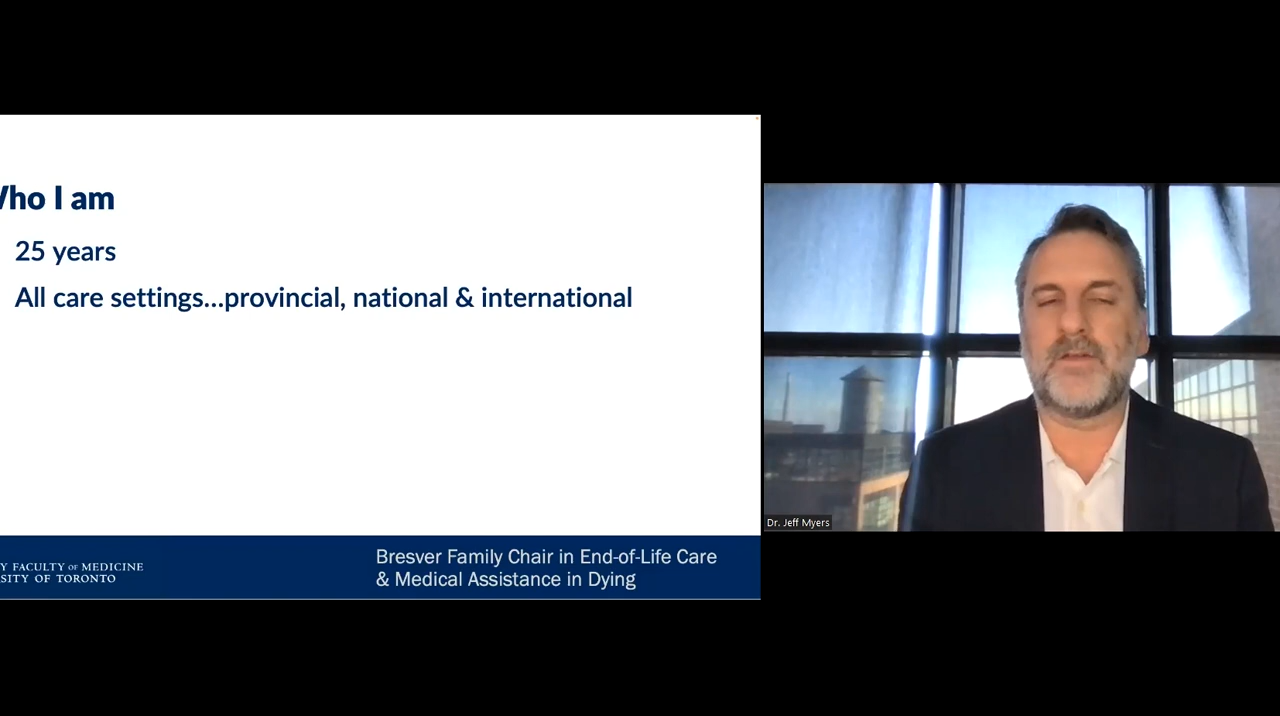 Who I am
25 years
All care settings...provincial, national & international
Y FACULTY OF MEDICINE
SITY OF TORONTO
Bresver Family Chair in End-of-Life Care
& Medical Assistance in Dying
Dr. Jeff Myers